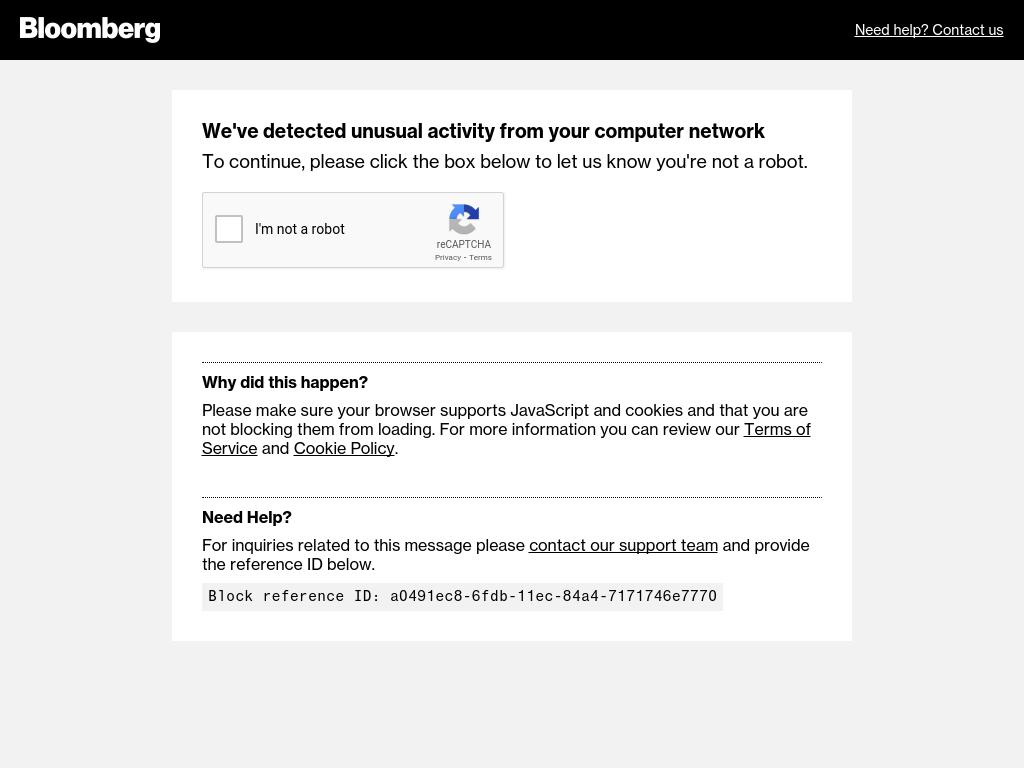 Bloomberg
Need help? Contact us
We've detected unusual activity from your computer network
To continue, please click the box below to let us know you're not a robot.
I'm not a robot
reCAPTCHA
Privacy - Terms
Why did this happen?
Please make sure your browser supports JavaScript and cookies and that you are
not blocking them from loading. For more information you can review our Terms of
Service and Cookie Policy.
Need Help?
For inquiries related to this message please contact our support team and provide
the reference ID below.
Block reference ID: a0491ec8-6fdb-11ec-84a4-7171746e7770